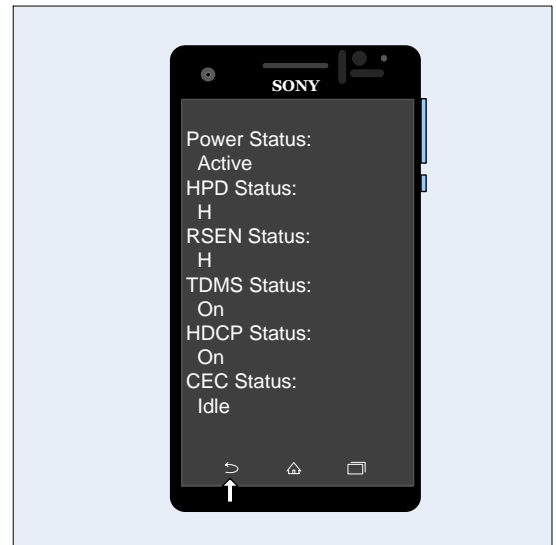 SONY
Power Status:
Active
HPD Status:
H
RSEN Status:
H
TDMS Status:
On
HDCP Status:
On
CEC Status:
Idle